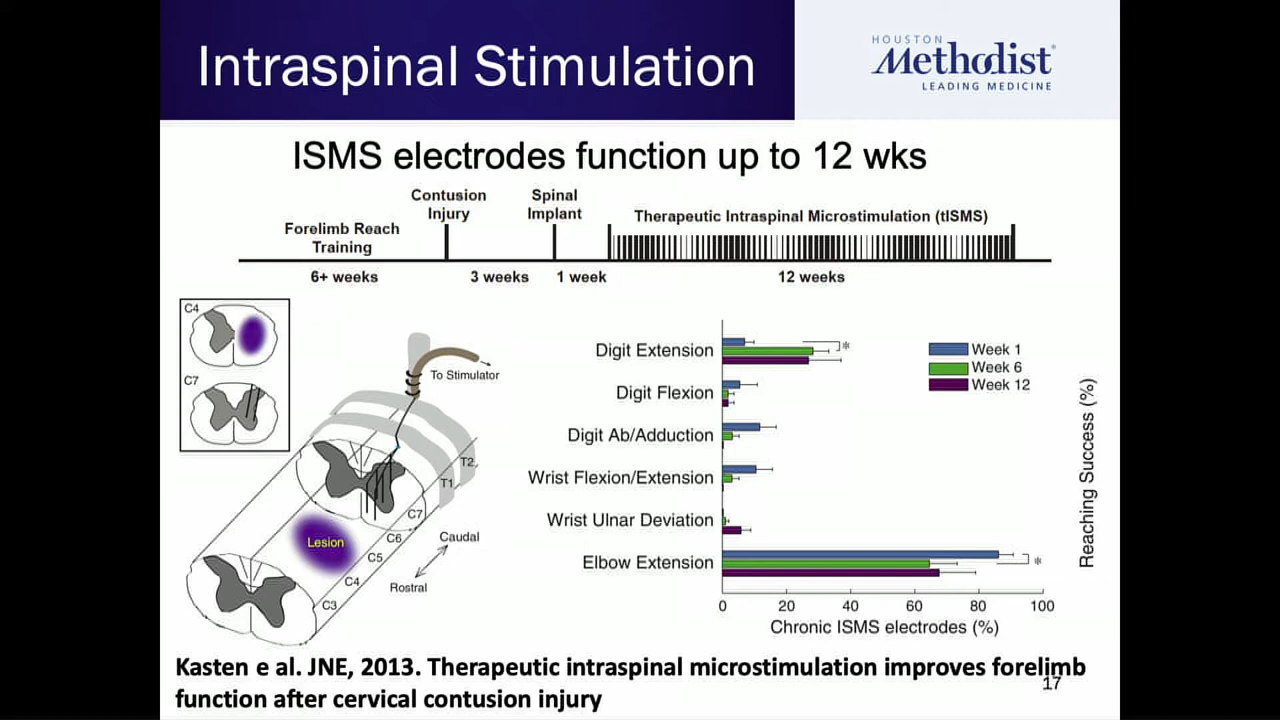 Intraspinal Stimulation
HOUSTON
Methodist
LEADING MEDICINE
ISMS electrodes function up to 12 wks
Forelimb Reach
Training
Contusion
Injury
Spinal
Implant
Therapeutic Intraspinal Microstimulation (tISMS)
6+ weeks
3 weeks
1 week
12 weeks
C4
C7
To Stimulator
T2
T1
C7
C6
C5
C4
C3
Lesion
Caudal
Rostral
Digit Extension
Digit Flexion
Digit Ab/Adduction
Wrist Flexion/Extension
Wrist Ulnar Deviation
Elbow Extension
*
*
Week 1
Week 6
Week 12
0 20 40 60 80 100
Chronic ISMS electrodes (%)
Reaching Success (%)
Kasten e al. JNE, 2013. Therapeutic intraspinal microstimulation improves forelimb
function after cervical contusion injury
17